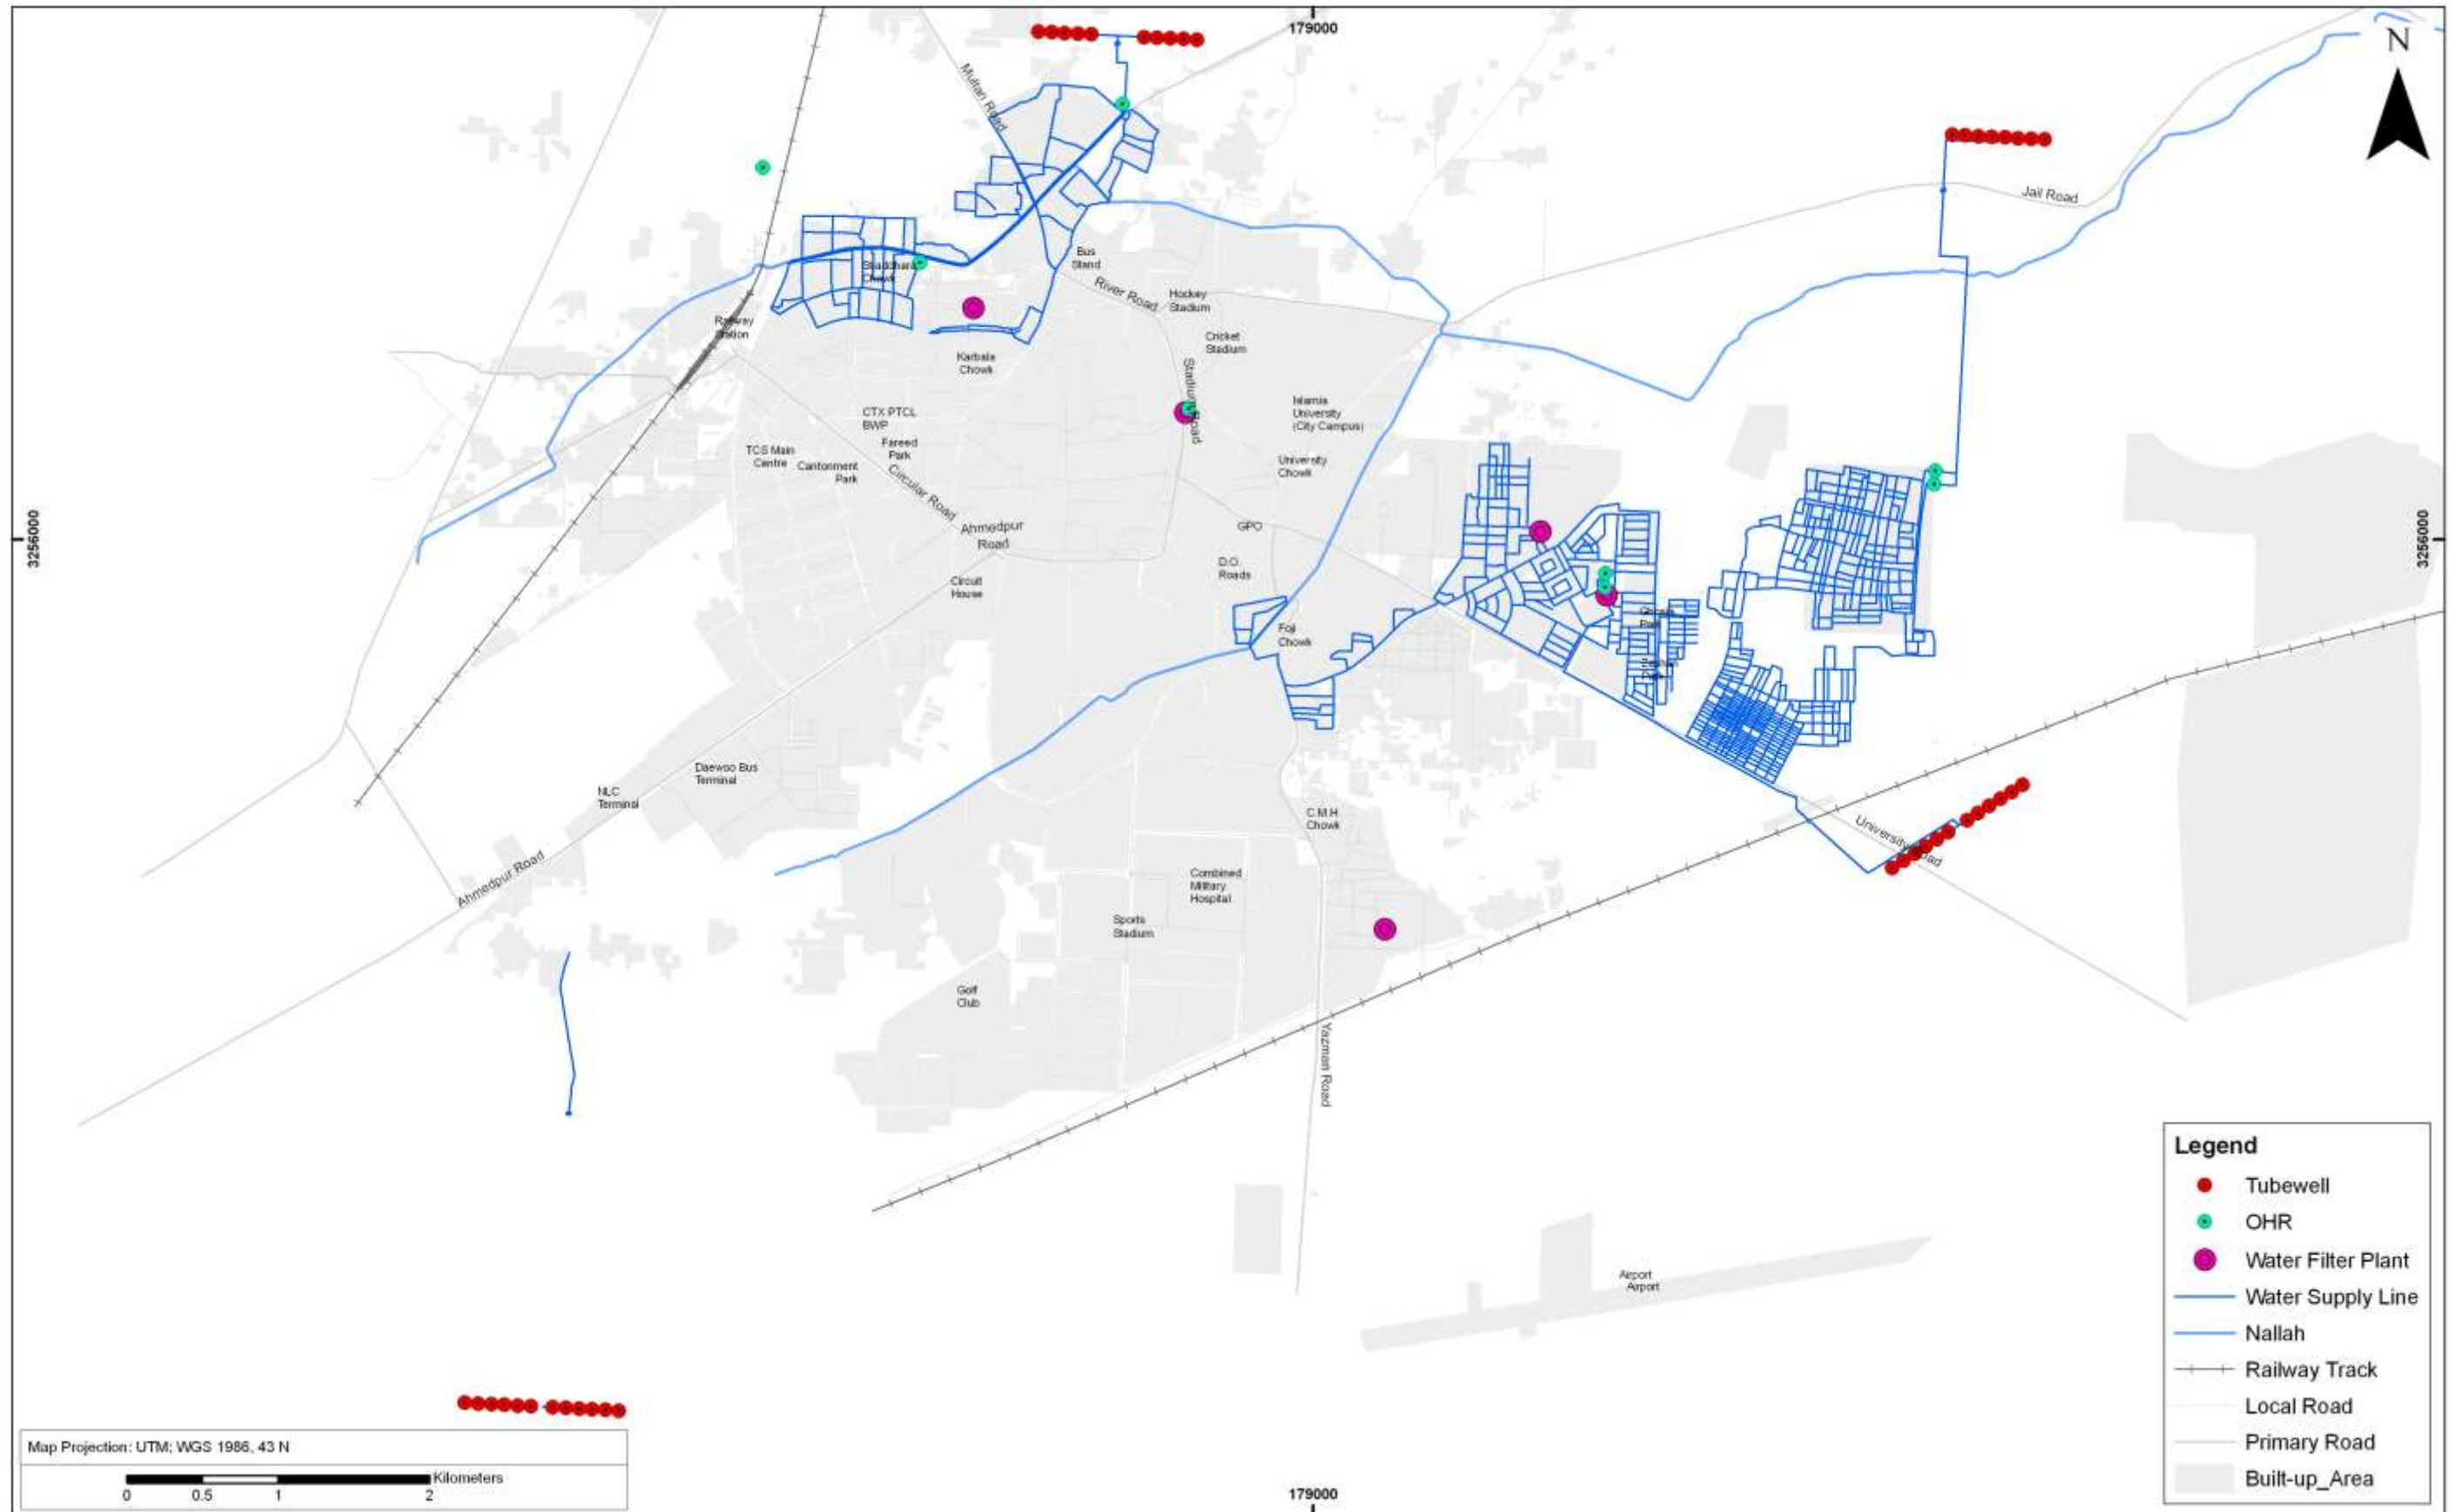 179000
N
Multan Road
Jail Road
Bus
Stand
River Road
Hockey
Stadium
Shaddhara
Chowk
Railway
Station
Cricket
Stadium
Karbala
Chowk
Stadium Road
Islamia
University
(City Campus)
CTX PTCL
BWP
Fareed
Park
TCS Main
Centre
Cantonment
Park
University
Chowk
Circular Road
Ahmedpur
Road
GPO
3256000
3256000
D.O.
Roads
Circuit
House
Foji
Chowk
Park
Park
Daewoo Bus
Terminal
NLC
Terminal
C.M.H
Chowk
University Road
Ahmedpur Road
Combined
Military
Hospital
Sports
Stadium
Golf
Club
Yazman Road
Airport
Airport
Legend
Tubewell
OHR
Water Filter Plant
Water Supply Line
Nallah
Railway Track
Local Road
Primary Road
Built-up_Area
Map Projection: UTM; WGS 1986, 43 N
Kilometers
0 0.5 1 2
179000